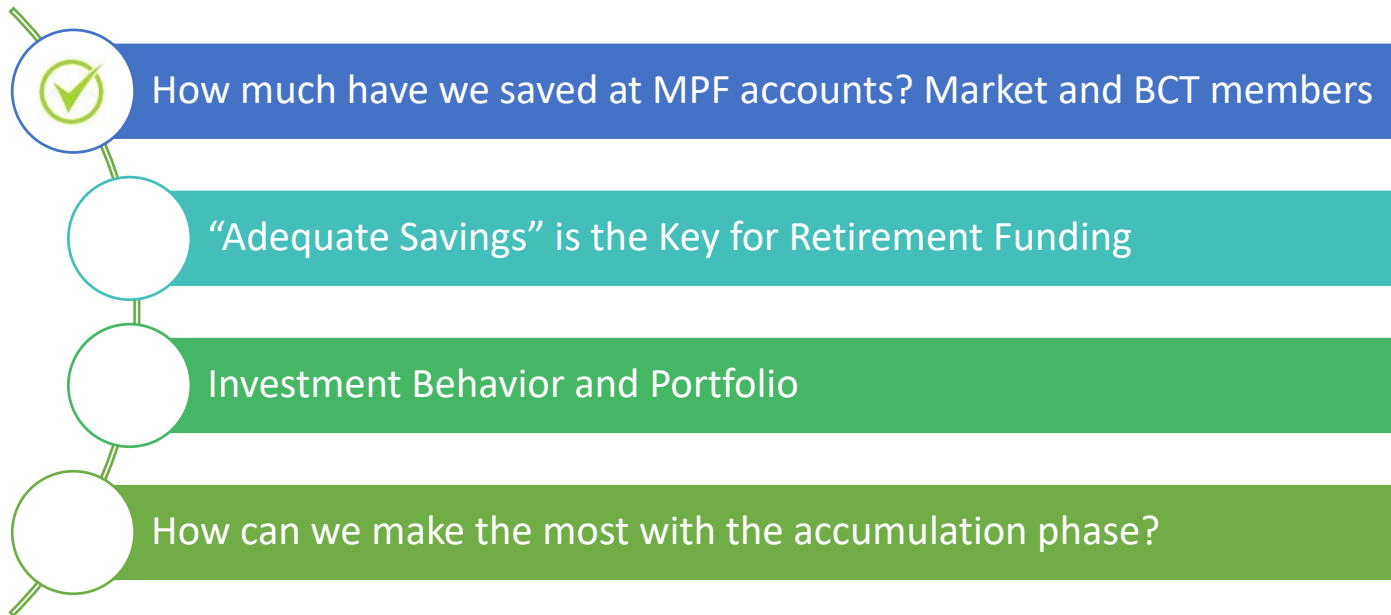 How much have we saved at MPF accounts? Market and BCT members
“Adequate Savings” is the Key for Retirement Funding
Investment Behavior and Portfolio
How can we make the most with the accumulation phase?